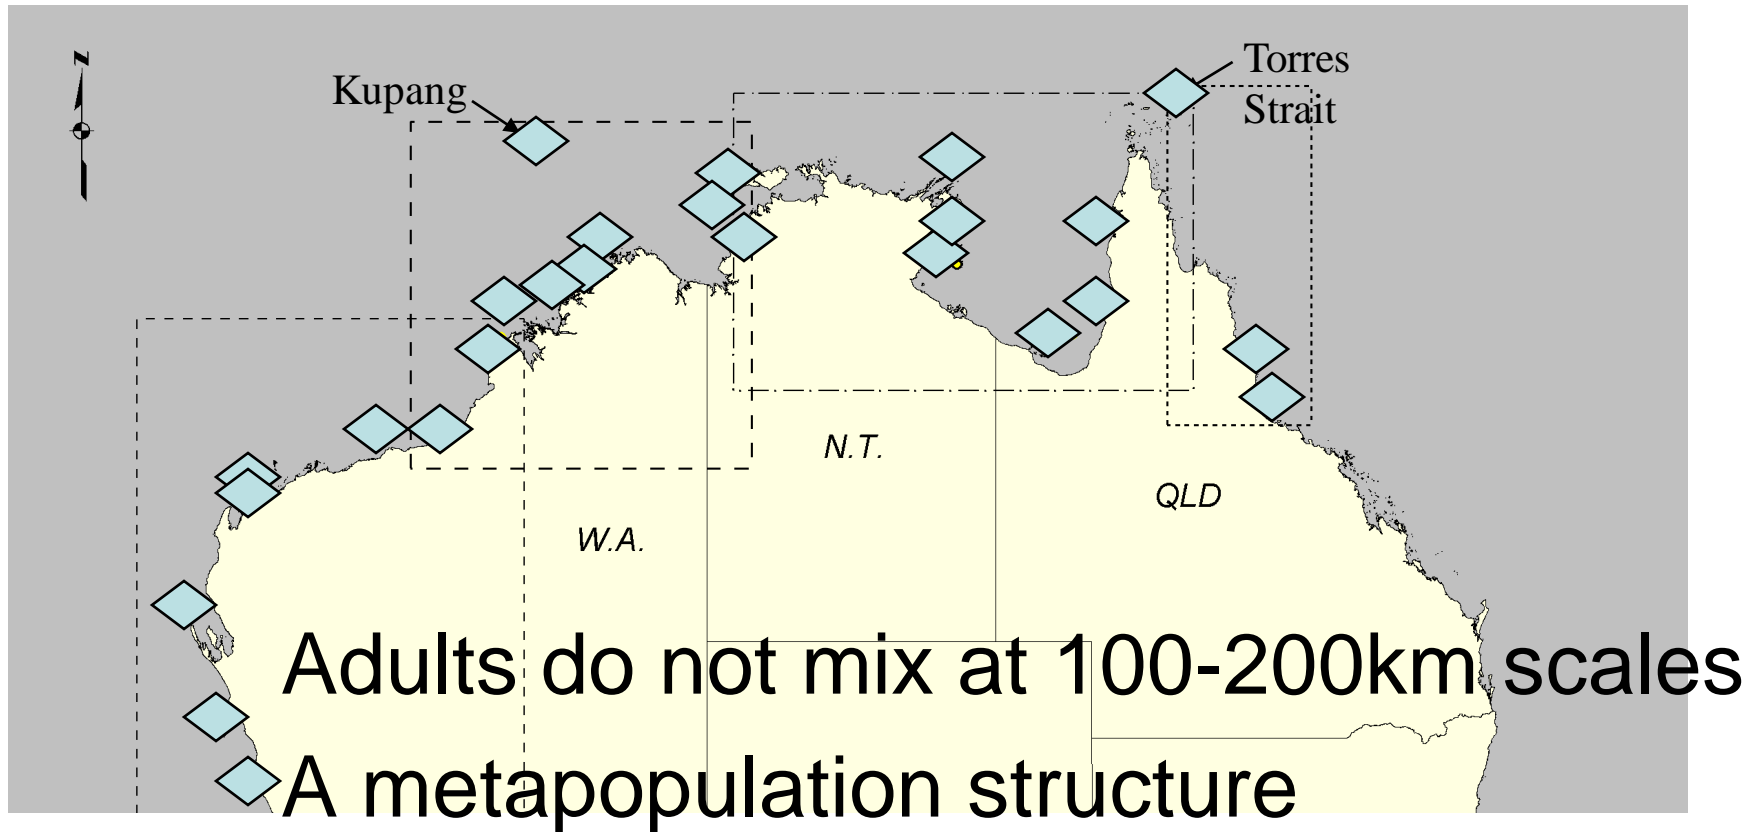 N
Torres
Strait
Kupang
N.T.
QLD
W.A.
Adults do not mix at 100-200km scales
A metapopulation structure